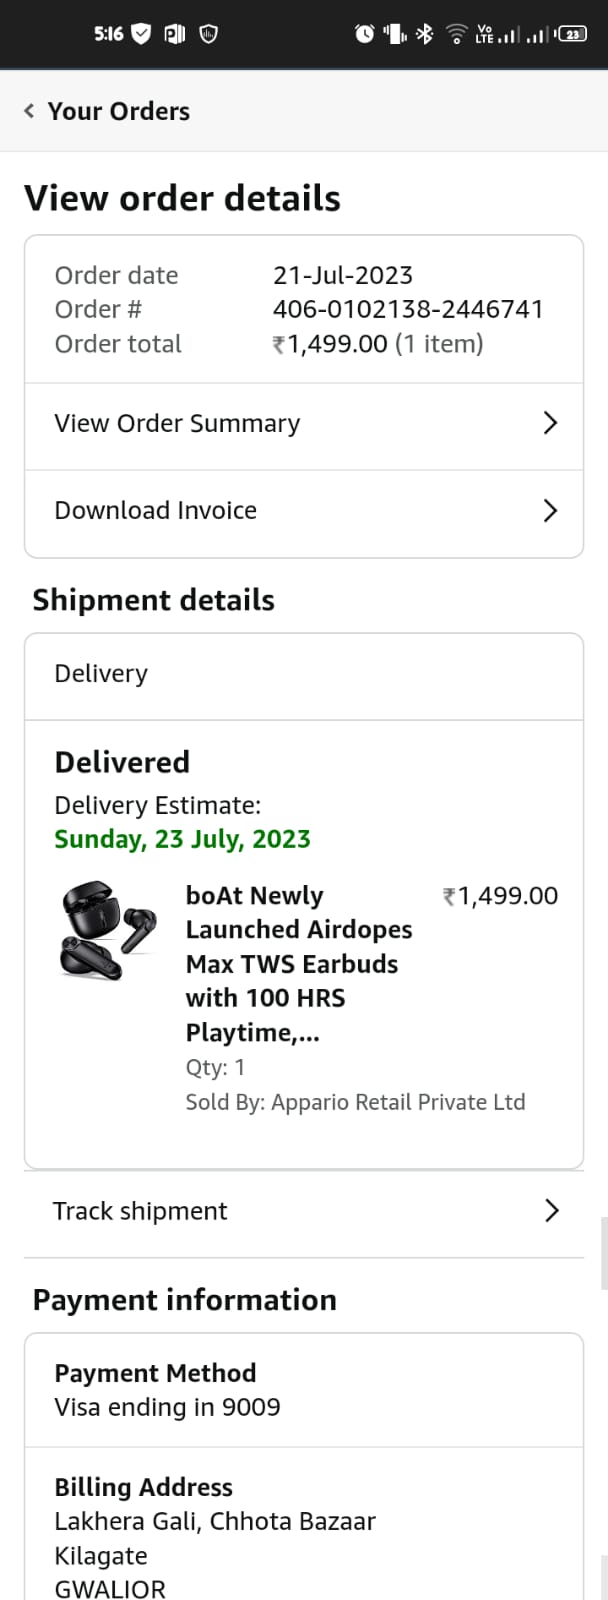 5:16
Vo
LTE
23
Your Orders
View order details
Order date 21-Jul-2023
Order # 406-0102138-2446741
Order total ₹1,499.00 (1 item)
View Order Summary
Download Invoice
Shipment details
Delivery
Delivered
Delivery Estimate:
Sunday, 23 July, 2023
boAt Newly ₹1,499.00
Launched Airdopes
Max TWS Earbuds
with 100 HRS
Playtime,...
Qty: 1
Sold By: Appario Retail Private Ltd
Track shipment
Payment information
Payment Method
Visa ending in 9009
Billing Address
Lakhera Gali, Chhota Bazaar
Kilagate
GWALIOR